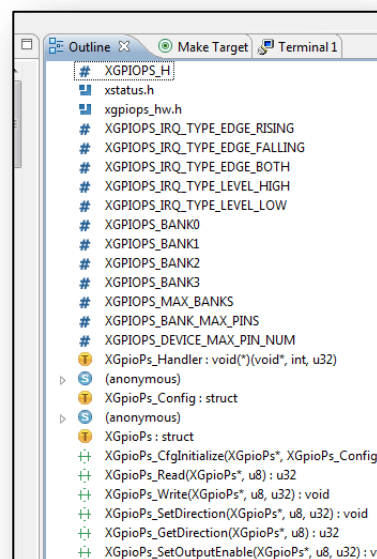 Outline Make Target Terminal 1
# XGPIOPS_H
xstatus.h
xgpiops_hw.h
# XGPIOPS_IRQ_TYPE_EDGE_RISING
# XGPIOPS_IRQ_TYPE_EDGE_FALLING
# XGPIOPS_IRQ_TYPE_EDGE_BOTH
# XGPIOPS_IRQ_TYPE_LEVEL_HIGH
# XGPIOPS_IRQ_TYPE_LEVEL_LOW
# XGPIOPS_BANK0
# XGPIOPS_BANK1
# XGPIOPS_BANK2
# XGPIOPS_BANK3
# XGPIOPS_MAX_BANKS
# XGPIOPS_BANK_MAX_PINS
# XGPIOPS_DEVICE_MAX_PIN_NUM
T XGpioPs_Handler : void(*)(void*, int, u32)
S (anonymous)
T XGpioPs_Config : struct
S (anonymous)
T XGpioPs : struct
XGpioPs_CfgInitialize(XGpioPs*, XGpioPs_Config
XGpioPs_Read(XGpioPs*, u8) : u32
XGpioPs_Write(XGpioPs*, u8, u32) : void
XGpioPs_SetDirection(XGpioPs*, u8, u32) : void
XGpioPs_GetDirection(XGpioPs*, u8) : u32
XGpioPs_SetOutputEnable(XGpioPs*, u8, u32) : v